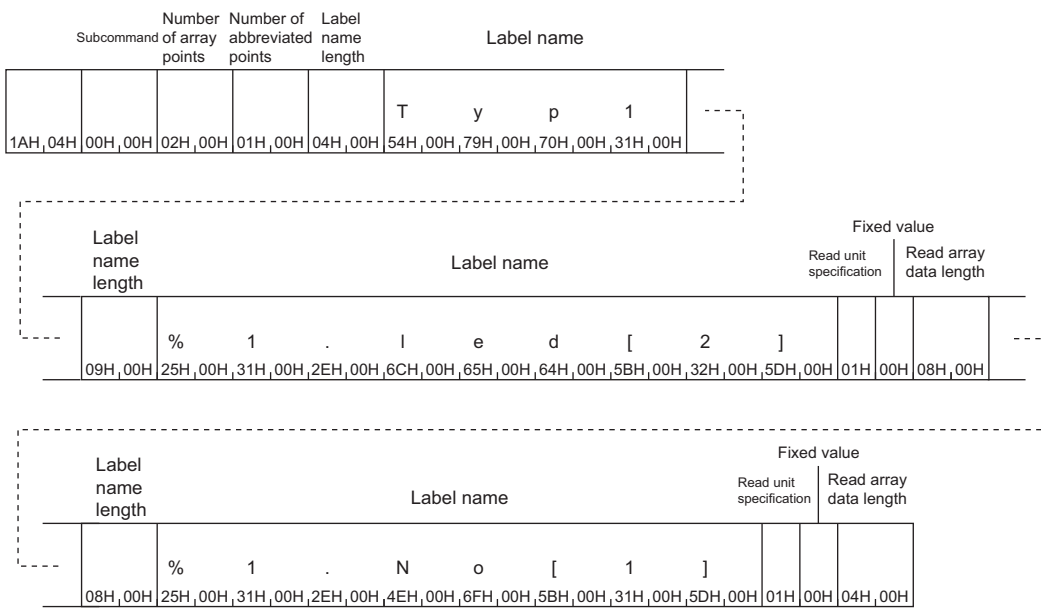 Subcommand Number of array points Number of abbreviated points Label name length Label name
T y p 1
1AH 04H 00H 00H 02H 00H 01H 00H 04H 00H 54H 00H 79H 00H 70H 00H 31H 00H
Fixed value
Label name length Label name Read unit specification Read array data length
% 1 . l e d [ 2 ]
09H 00H 25H 00H 31H 00H 2EH 00H 6CH 00H 65H 00H 64H 00H 5BH 00H 32H 00H 5DH 00H 01H 00H 08H 00H
Fixed value
Label name length Label name Read unit specification Read array data length
% 1 . N o [ 1 ]
08H 00H 25H 00H 31H 00H 2EH 00H 4EH 00H 6FH 00H 5BH 00H 31H 00H 5DH 00H 01H 00H 04H 00H